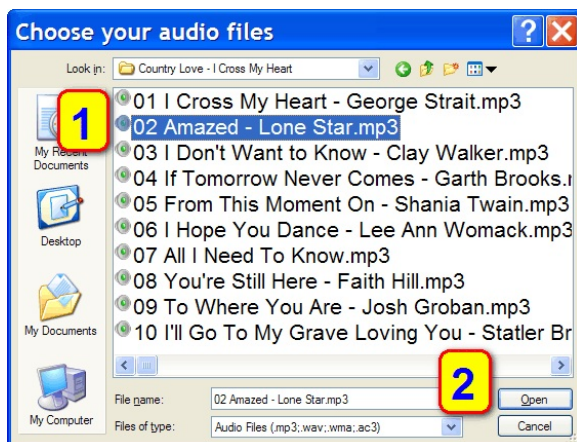 Choose your audio files
Look in: Country Love - I Cross My Heart
1
01 I Cross My Heart - George Strait.mp3
02 Amazed - Lone Star.mp3
03 I Don't Want to Know - Clay Walker.mp3
04 If Tomorrow Never Comes - Garth Brooks.
05 From This Moment On - Shania Twain.mp3
06 I Hope You Dance - Lee Ann Womack.mp3
07 All I Need To Know.mp3
08 You're Still Here - Faith Hill.mp3
09 To Where You Are - Josh Groban.mp3
10 I'll Go To My Grave Loving You - Statler Br
My Recent
Documents
Desktop
My Documents
My Computer
2
File name: 02 Amazed - Lone Star.mp3 Open
Files of type: Audio Files (.mp3;.wav;.wma;.ac3) Cancel